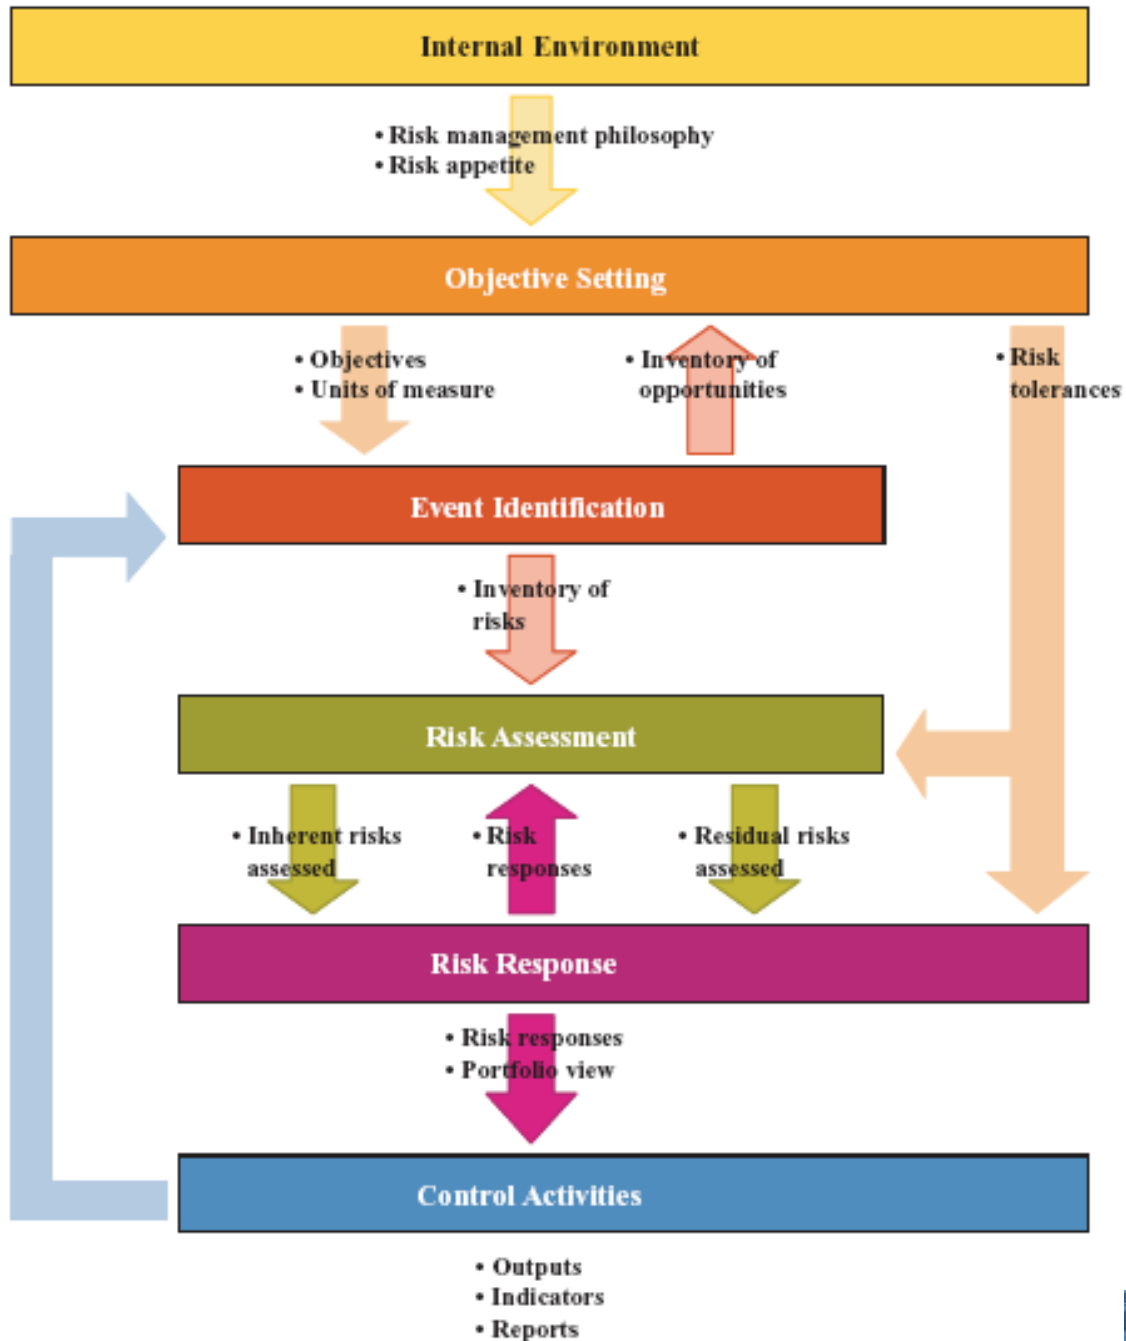 Internal Environment
• Risk management philosophy
• Risk appetite
Objective Setting
• Objectives
• Units of measure
• Inventory of
opportunities
• Risk
tolerances
Event Identification
• Inventory of
risks
Risk Assessment
• Inherent risks
assessed
• Risk
responses
• Residual risks
assessed
Risk Response
• Risk responses
• Portfolio view
Control Activities
• Outputs
• Indicators
• Reports